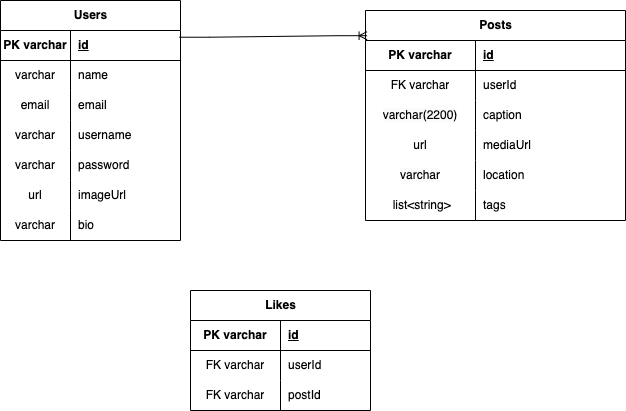 Users
PK varchar id
varchar name
email email
varchar username
varchar password
url imageUrl
varchar bio
Posts
PK varchar id
FK varchar userId
varchar(2200) caption
url mediaUrl
varchar location
list<string> tags
Likes
PK varchar id
FK varchar userId
FK varchar postId